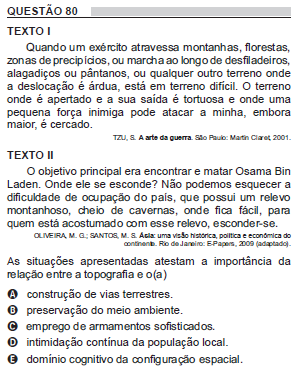 QUESTÃO 80
TEXTO I
Quando um exército atravessa montanhas, florestas,
zonas de precipícios, ou marcha ao longo de desfiladeiros,
alagadiços ou pântanos, ou qualquer outro terreno onde
a deslocação é árdua, está em terreno difícil. O terreno
onde é apertado e a sua saída é tortuosa e onde uma
pequena força inimiga pode atacar a minha, embora
maior, é cercado.
TZU, S. A arte da guerra. São Paulo: Martin Claret, 2001.
TEXTO II
O objetivo principal era encontrar e matar Osama Bin
Laden. Onde ele se esconde? Não podemos esquecer a
dificuldade de ocupação do país, que possui um relevo
montanhoso, cheio de cavernas, onde fica fácil, para
quem está acostumado com esse relevo, esconder-se.
OLIVEIRA, M. G.; SANTOS, M. S. Ásia: uma visão histórica, política e econômica do
continente. Rio de Janeiro: E-Papers, 2009 (adaptado).
As situações apresentadas atestam a importância da
relação entre a topografia e o(a)
A construção de vias terrestres.
B preservação do meio ambiente.
C emprego de armamentos sofisticados.
D intimidação contínua da população local.
E domínio cognitivo da configuração espacial.